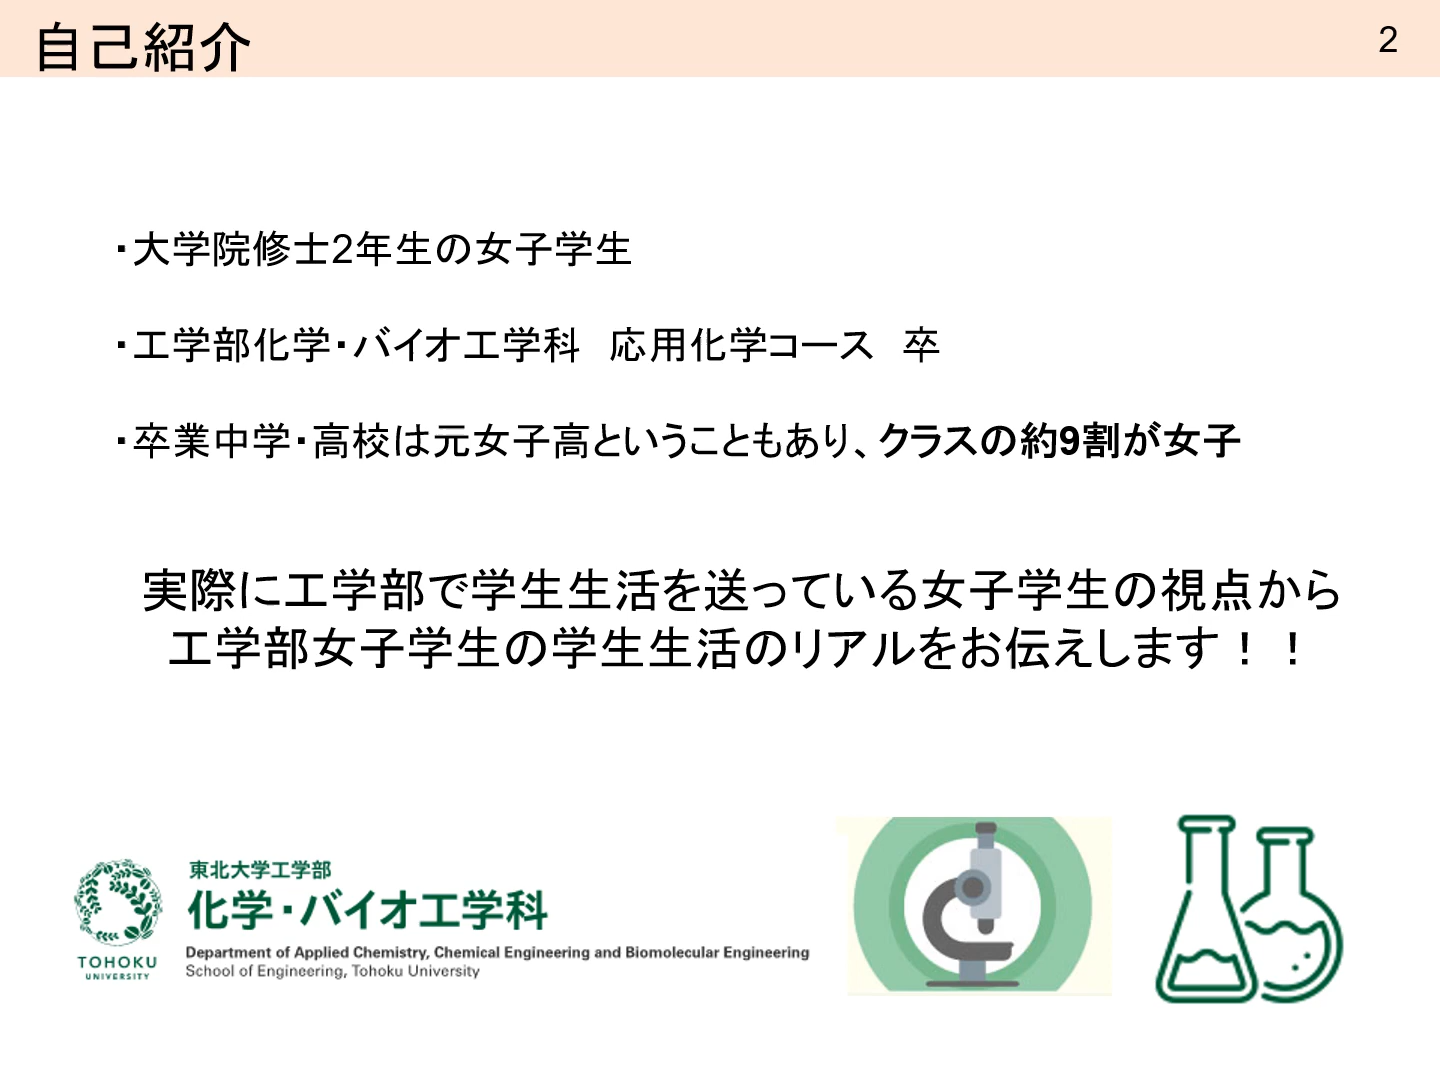 自己紹介
2
・大学院修士2年生の女子学生
・工学部化学・バイオ工学科　応用化学コース　卒
・卒業中学・高校は元女子高ということもあり、クラスの約9割が女子
実際に工学部で学生生活を送っている女子学生の視点から
工学部女子学生の学生生活のリアルをお伝えします！！
東北大学工学部
化学・バイオ工学科
Department of Applied Chemistry, Chemical Engineering and Biomolecular Engineering
School of Engineering, Tohoku University
TOHOKU
UNIVERSITY